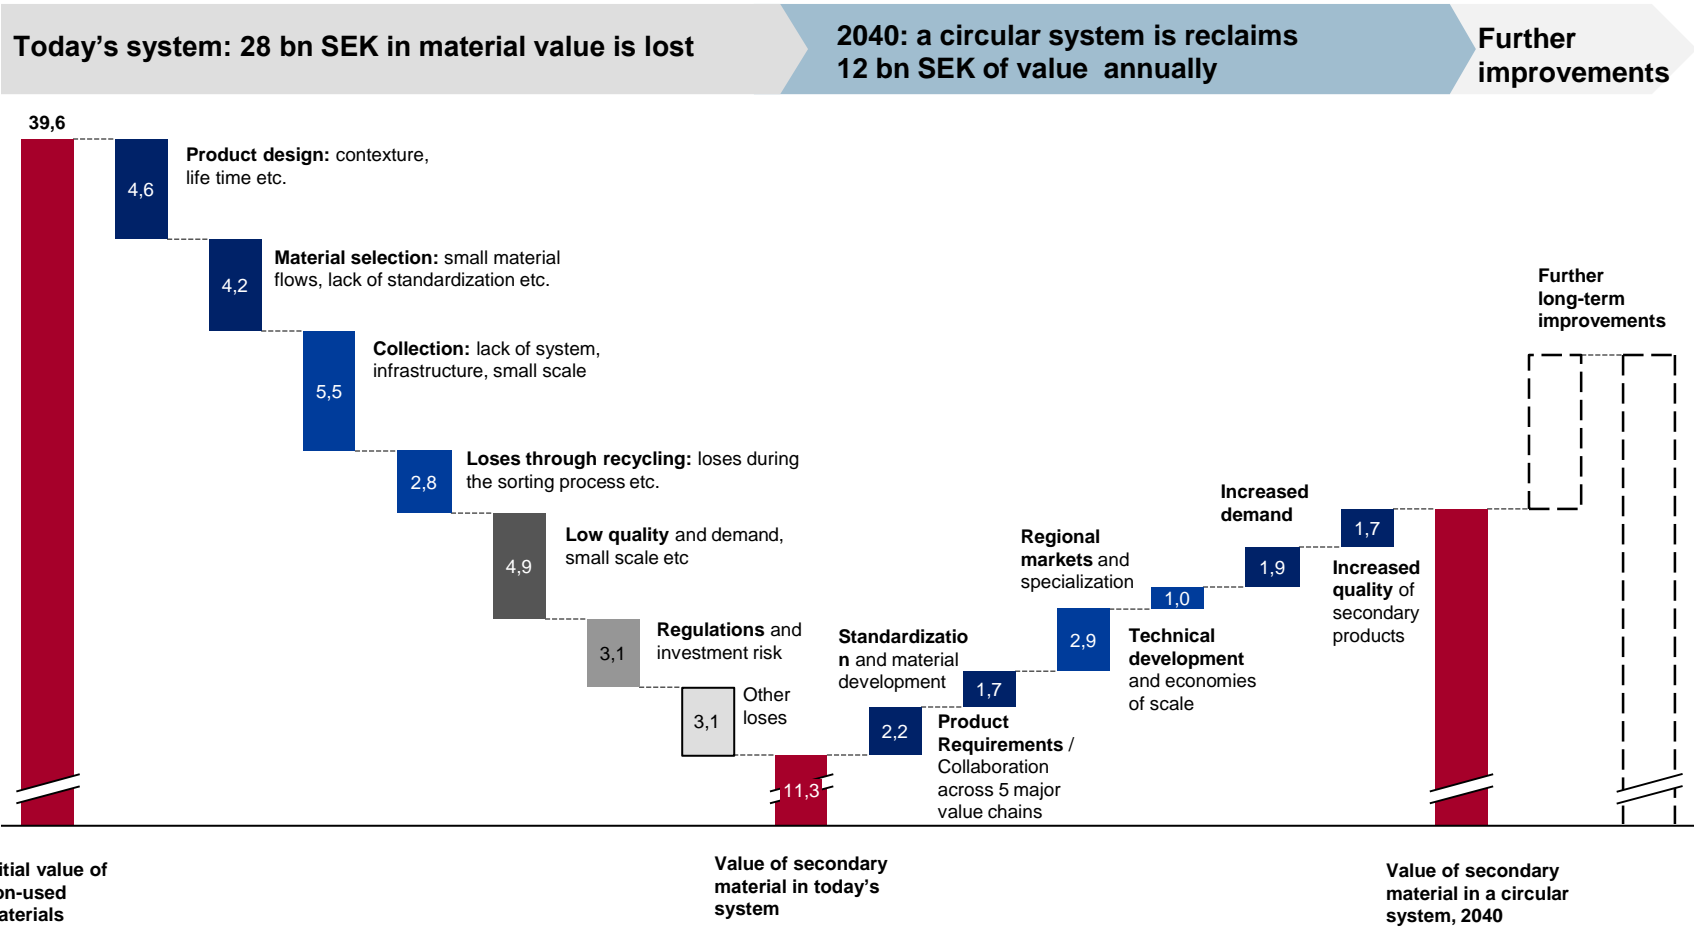 Today's system: 28 bn SEK in material value is lost
2040: a circular system is reclaims
12 bn SEK of value annually
Further
improvements
39,6
4,6
Product design: contexture,
life time etc.
4,2
Material selection: small material
flows, lack of standardization etc.
5,5
Collection: lack of system,
infrastructure, small scale
2,8
Loses through recycling: loses during
the sorting process etc.
4,9
Low quality and demand,
small scale etc
3,1
Regulations and
investment risk
3,1
Other
loses
11,3
2,2
Standardizatio
n and material
development
1,7
Product
Requirements /
Collaboration
across 5 major
value chains
2,9
Regional
markets and
specialization
1,0
Technical
development
and economies
of scale
1,9
Increased
demand
1,7
Increased
quality of
secondary
products
Further
long-term
improvements
itial value of
on-used
aterials
Value of secondary
material in today's
system
Value of secondary
material in a circular
system, 2040